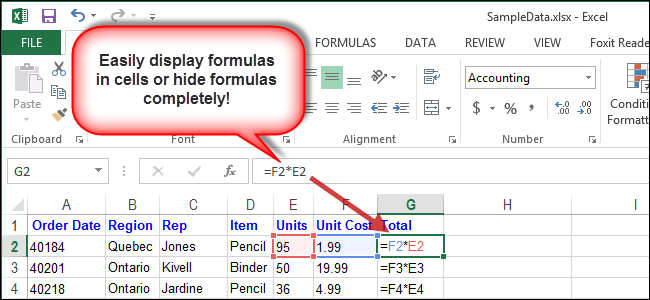 SampleData.xlsx - Excel
FILE
FORMULAS DATA REVIEW VIEW Foxit Reade
Easily display formulas
in cells or hide formulas
completely!
Paste
Accounting
$ % , .00
Conditi
Formatt
Clipboard Font Alignment Number
G2 fx =F2*E2
A B C D E F G H I
1 Order Date Region Rep Item Units Unit Cost Total
2 40184 Quebec Jones Pencil 95 1.99 =F2*E2
3 40201 Ontario Kivell Binder 50 19.99 =F3*E3
4 40218 Ontario Jardine Pencil 36 4.99 =F4*E4